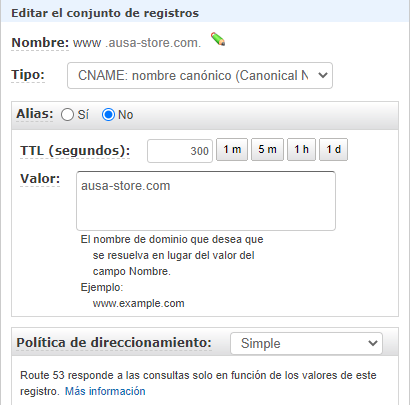 Editar el conjunto de registros
Nombre: www .ausa-store.com.
Tipo: CNAME: nombre canónico (Canonical N
Alias: Sí No
TTL (segundos): 300 1 m 5 m 1 h 1 d
Valor: ausa-store.com
El nombre de dominio que desea que
se resuelva en lugar del valor del
campo Nombre.
Ejemplo:
www.example.com
Política de direccionamiento: Simple
Route 53 responde a las consultas solo en función de los valores de este
registro. Más información